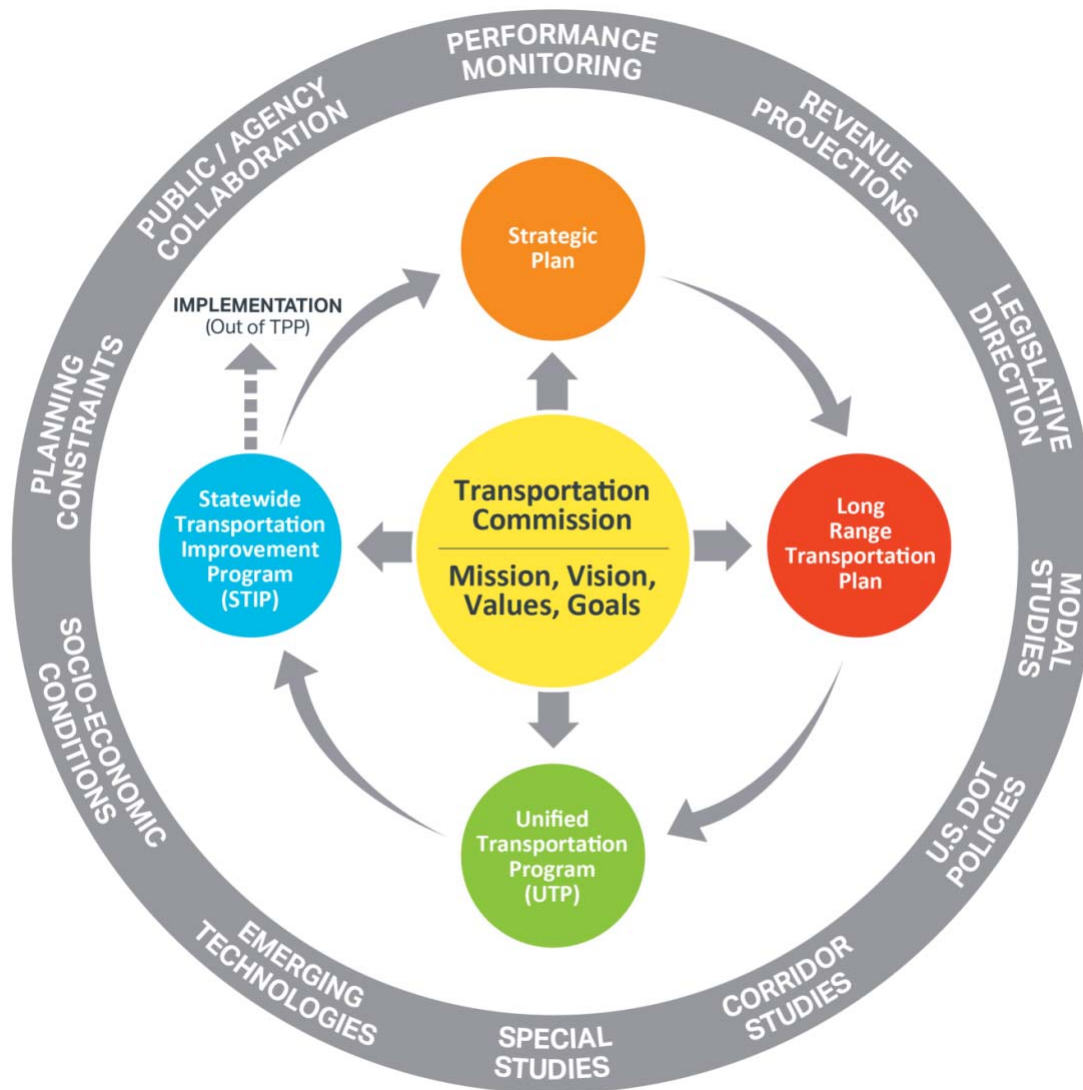 PERFORMANCE
MONITORING
REVENUE
PROJECTIONS
LEGISLATIVE
DIRECTION
MODAL
STUDIES
U.S. DOT
POLICIES
CORRIDOR
STUDIES
SPECIAL
STUDIES
EMERGING
TECHNOLOGIES
SOCIO-ECONOMIC
CONDITIONS
PLANNING
CONSTRAINTS
PUBLIC / AGENCY
COLLABORATION
Strategic
Plan
IMPLEMENTATION
(Out of TPP)
Statewide
Transportation
Improvement
Program
(STIP)
Transportation
Commission
Mission, Vision,
Values, Goals
Long
Range
Transportation
Plan
Unified
Transportation
Program
(UTP)